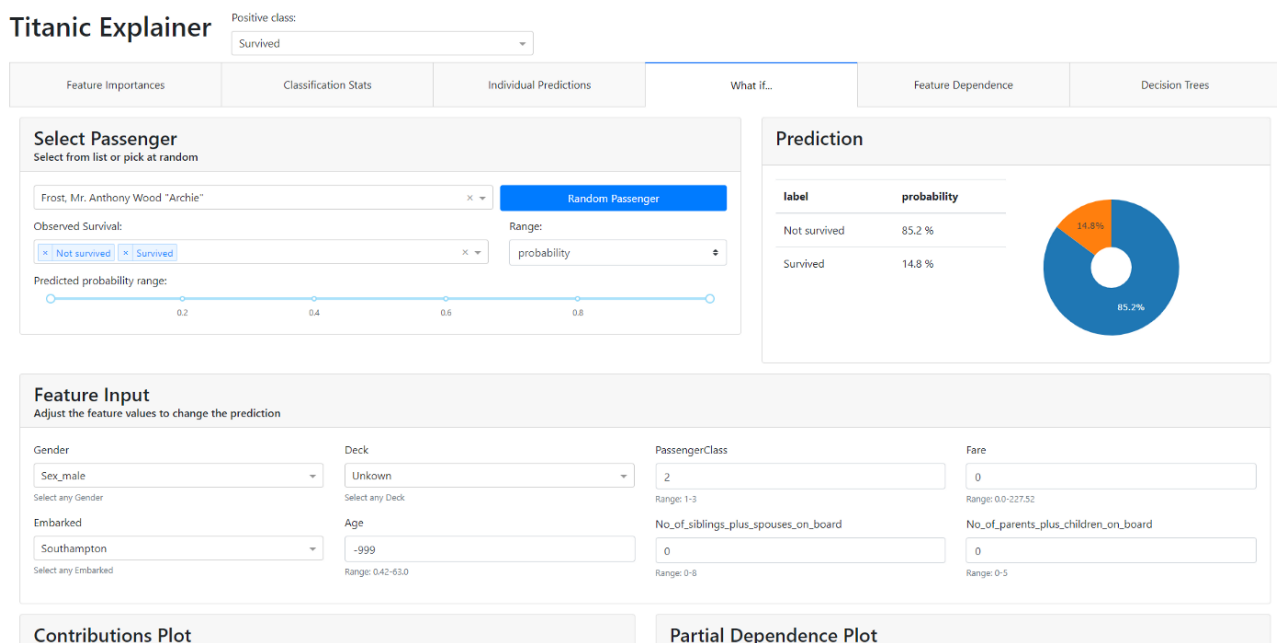 Titanic Explainer
Positive class:
Survived
Feature Importances
Classification Stats
Individual Predictions
What if...
Feature Dependence
Decision Trees
Select Passenger
Select from list or pick at random
Frost, Mr. Anthony Wood "Archie"
Random Passenger
Observed Survival:
Range:
× Not survived × Survived
probability
Predicted probability range:
0.2 0.4 0.6 0.8
Prediction
label probability
Not survived 85.2 %
Survived 14.8 %
14.8%
85.2%
Feature Input
Adjust the feature values to change the prediction
Gender
Sex_male
Select any Gender
Deck
Unkown
Select any Deck
PassengerClass
2
Range: 1-3
Fare
0
Range: 0.0-227.52
Embarked
Southampton
Select any Embarked
Age
-999
Range: 0.42-63.0
No_of_siblings_plus_spouses_on_board
0
Range: 0-8
No_of_parents_plus_children_on_board
0
Range: 0-5
Contributions Plot
Partial Dependence Plot